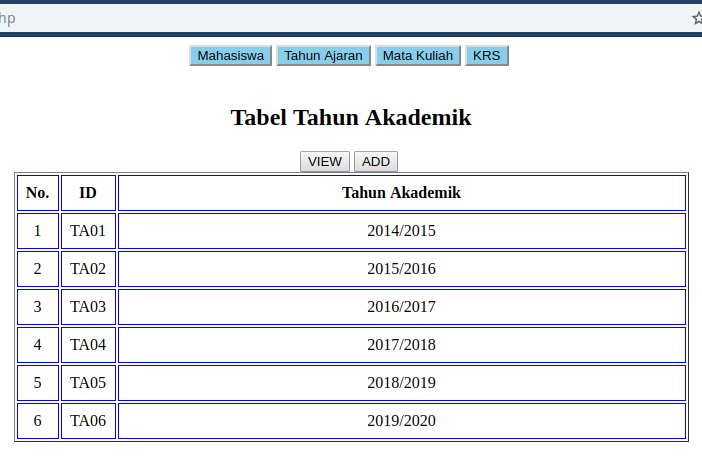 hp
Mahasiswa Tahun Ajaran Mata Kuliah KRS
Tabel Tahun Akademik
VIEW ADD
No. ID Tahun Akademik
1 TA01 2014/2015
2 TA02 2015/2016
3 TA03 2016/2017
4 TA04 2017/2018
5 TA05 2018/2019
6 TA06 2019/2020